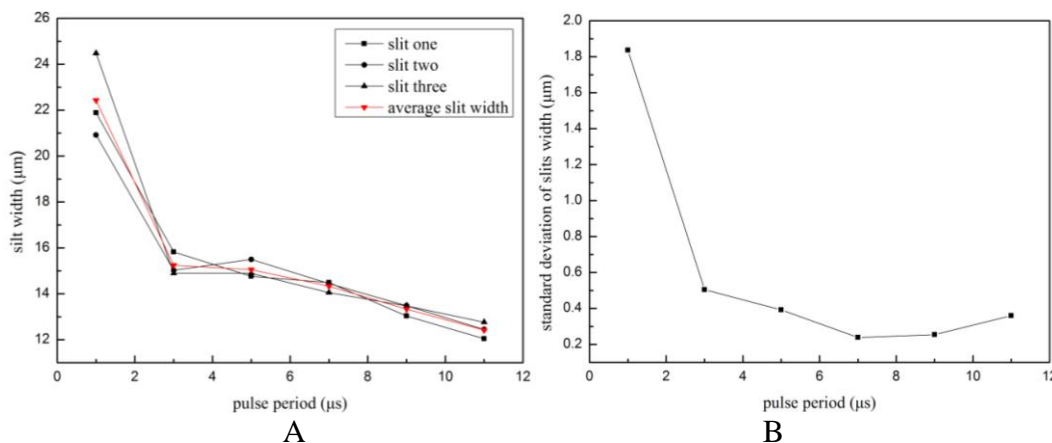 26
24
22
20
18
16
14
12
silt width (μm)
0 2 4 6 8 10 12
pulse period (μs)
slit one
slit two
slit three
average slit width
A
2.0
1.8
1.6
1.4
1.2
1.0
0.8
0.6
0.4
0.2
standard deviation of slits width (μm)
0 2 4 6 8 10 12
pulse period (μs)
B